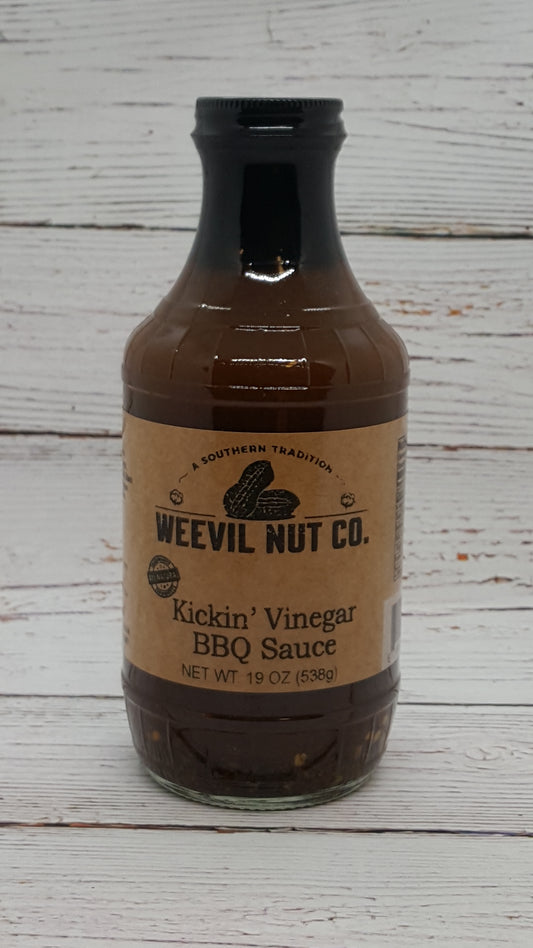 A SOUTHERN TRADITION
WEEVIL NUT CO.
Kickin' Vinegar
BBQ Sauce
NET WT. 19 OZ (538g)